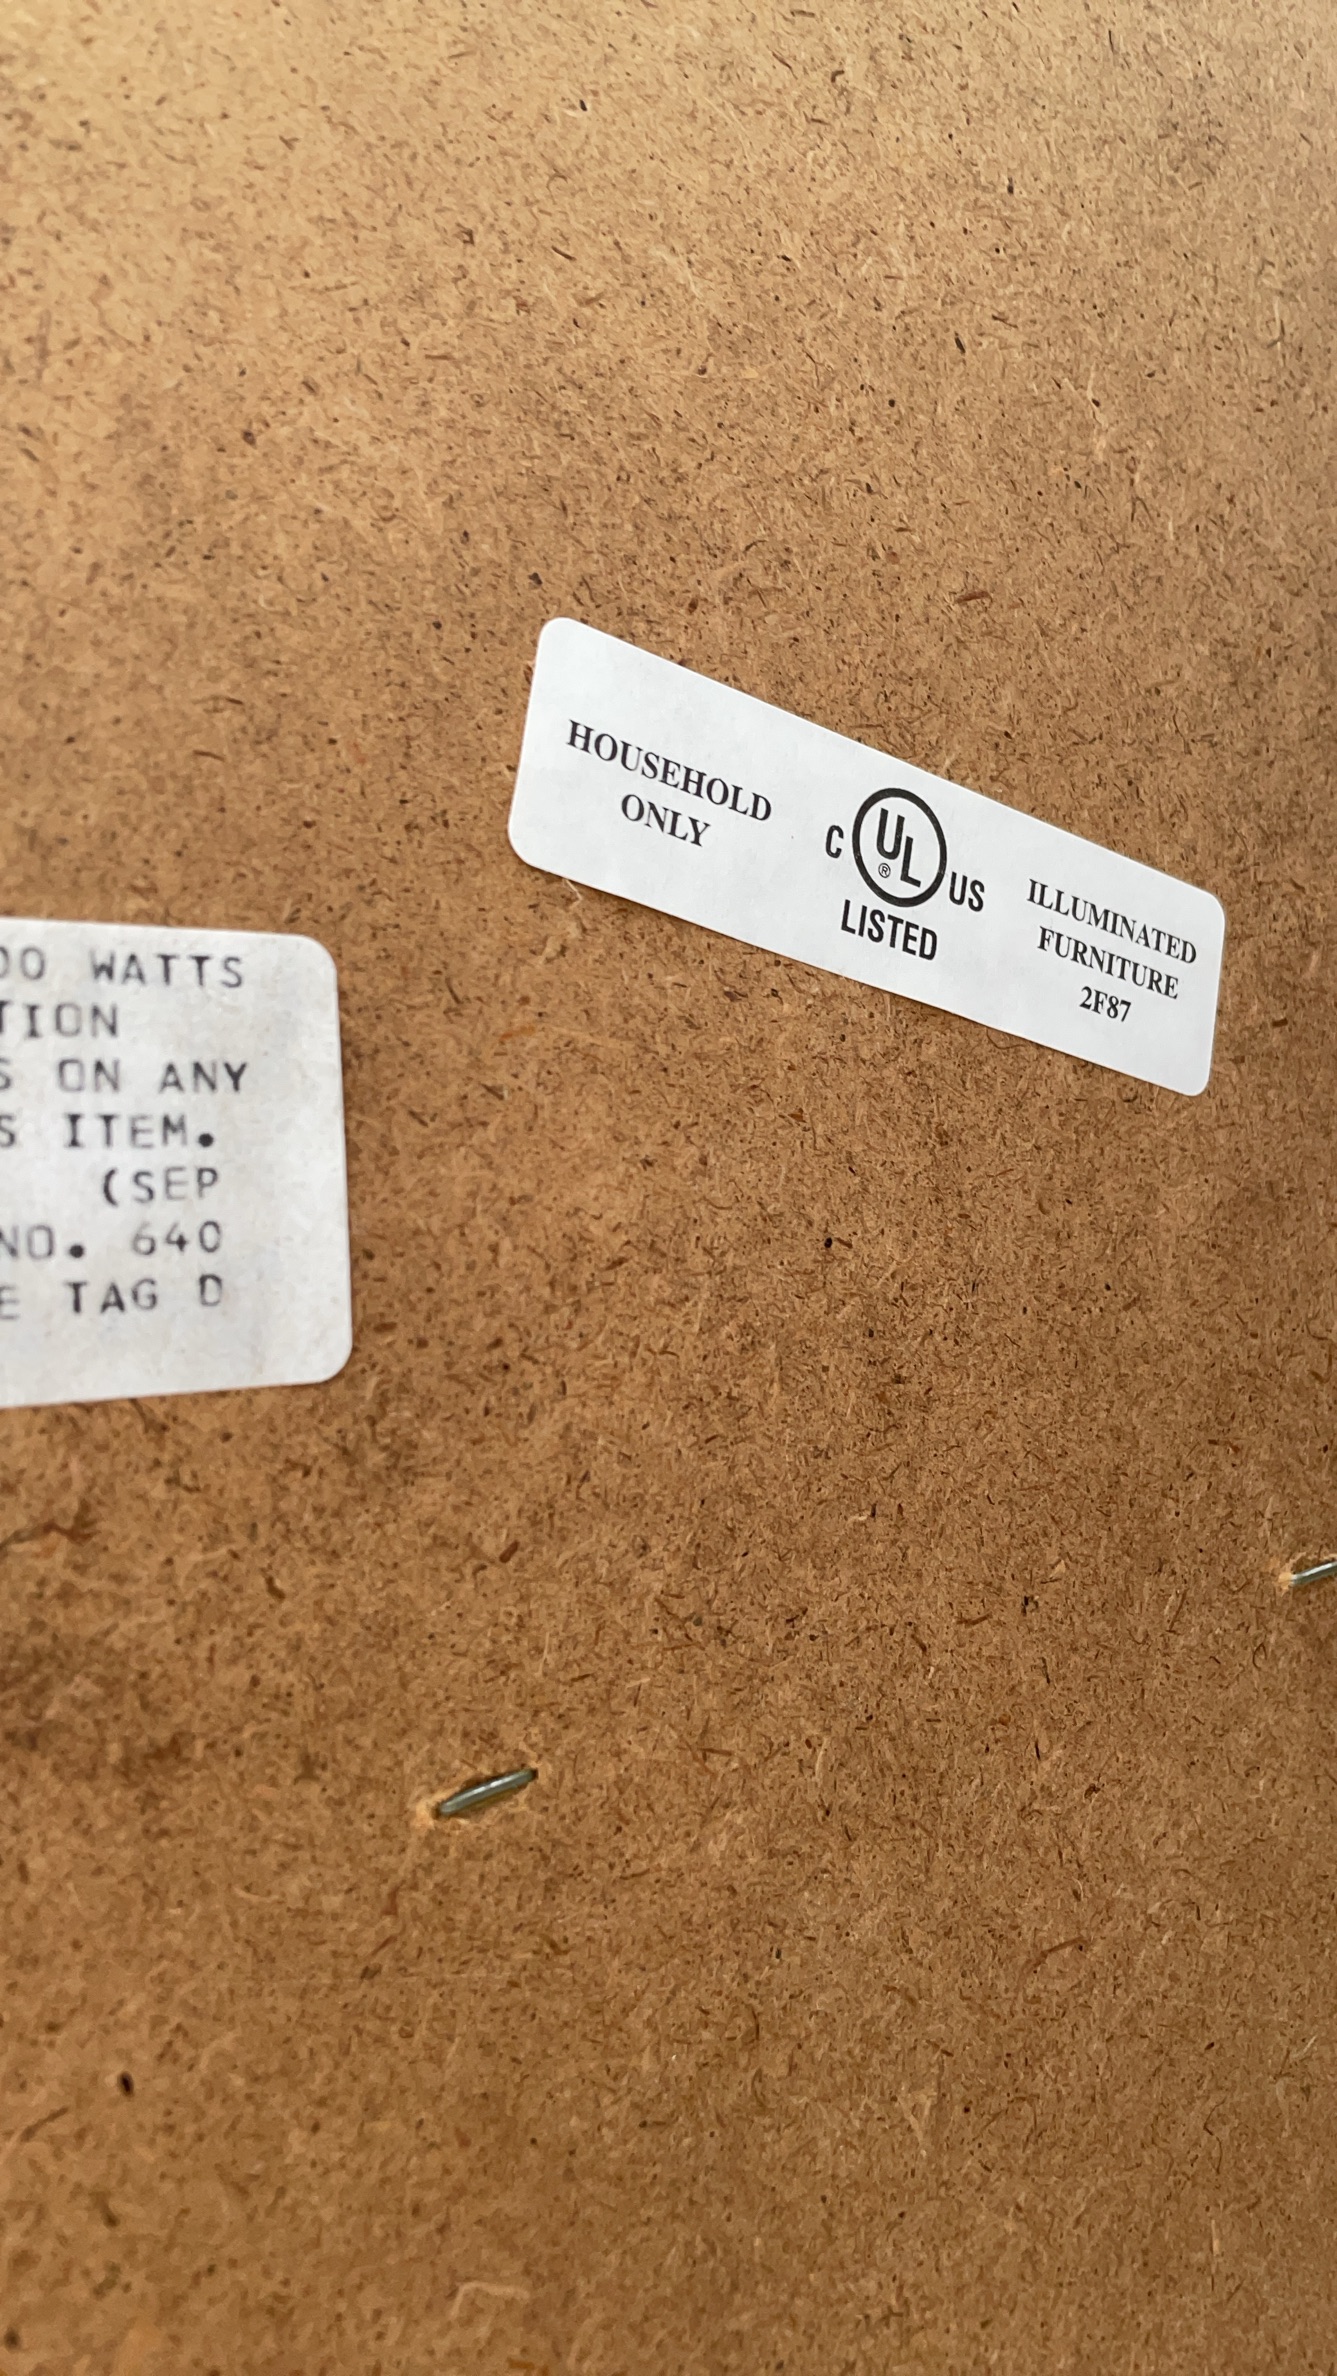 HOUSEHOLD
ONLY
C UL® US
LISTED
ILLUMINATED
FURNITURE
2F87
00 WATTS
TION
S ON ANY
S ITEM.
(SEP
NO. 640
E TAG D